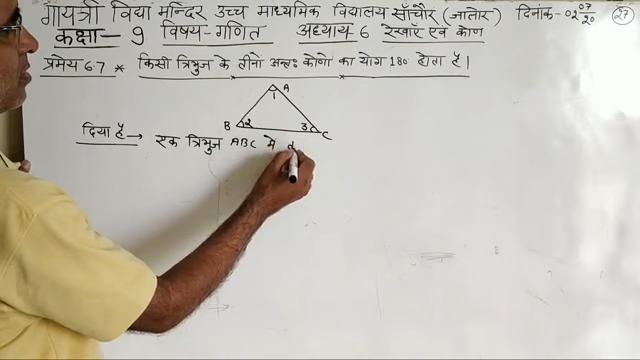 गायत्री विद्या मन्दिर उच्च माध्यमिक विद्यालय साँचौर (जालोर) दिनांक-02 07/20 27
कक्षा- 9 विषय-गणित अध्याय 6 रेखाएँ एवं कोण
प्रमेय 6.7 * किसी त्रिभुज के तीनों अन्तः कोणो का योग 180 होता है।
A
1
B 2 3 C
दिया है → एक त्रिभुज ABC मे